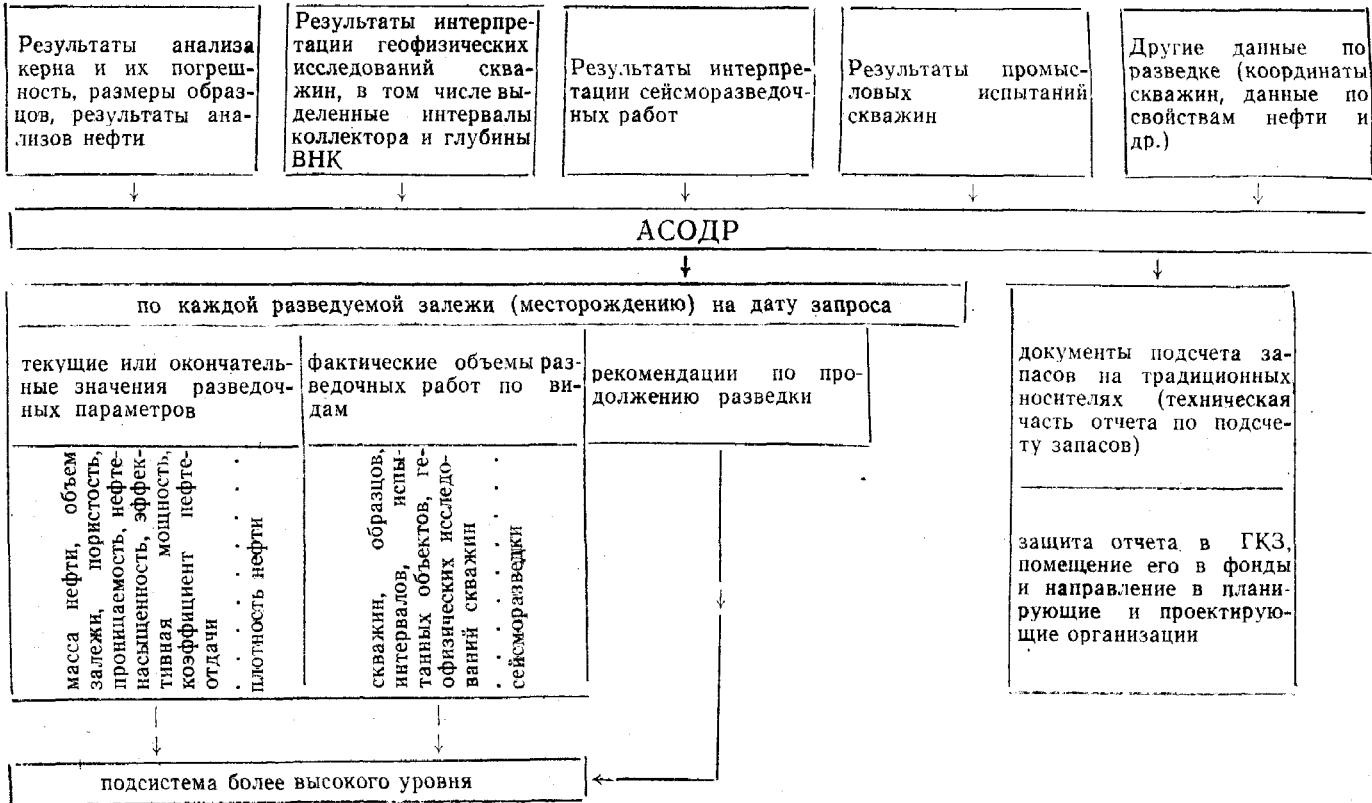 Результаты анализа
керна и их погреш-
ность, размеры образ-
цов, результаты ана-
лизов нефти
Результаты интерпре-
тации геофизических
исследований сква-
жин, в том числе вы-
деленные интервалы
коллектора и глубины
ВНК
Результаты интерпре-
тации сейсморазведоч-
ных работ
Результаты промыс-
ловых испытаний
скважин
Другие данные по
разведке (координаты
скважин, данные по
свойствам нефти и
др.)
АСОДР
по каждой разведуемой залежи (месторождению) на дату запроса
текущие или окончатель-
ные значения разведоч-
ных параметров
фактические объемы раз-
ведочных работ по ви-
дам
рекомендации по про-
должению разведки
масса нефти, объем
залежи, пористость,
проницаемость, нефте-
насыщенность, эффек-
тивная мощность,
коэффициент нефте-
отдачи
. . . . . . . .
плотность нефти
скважин, образцов,
интервалов, испы-
танных объектов, ге-
офизических исследо-
ваний скважин
. . . . . . . .
сейсморазведки
документы подсчета за-
пасов на традиционных
носителях (техническая
часть отчета по подсче-
ту запасов)
защита отчета в ГКЗ,
помещение его в фонды
и направление в плани-
рующие и проектирую-
щие организации
подсистема более высокого уровня